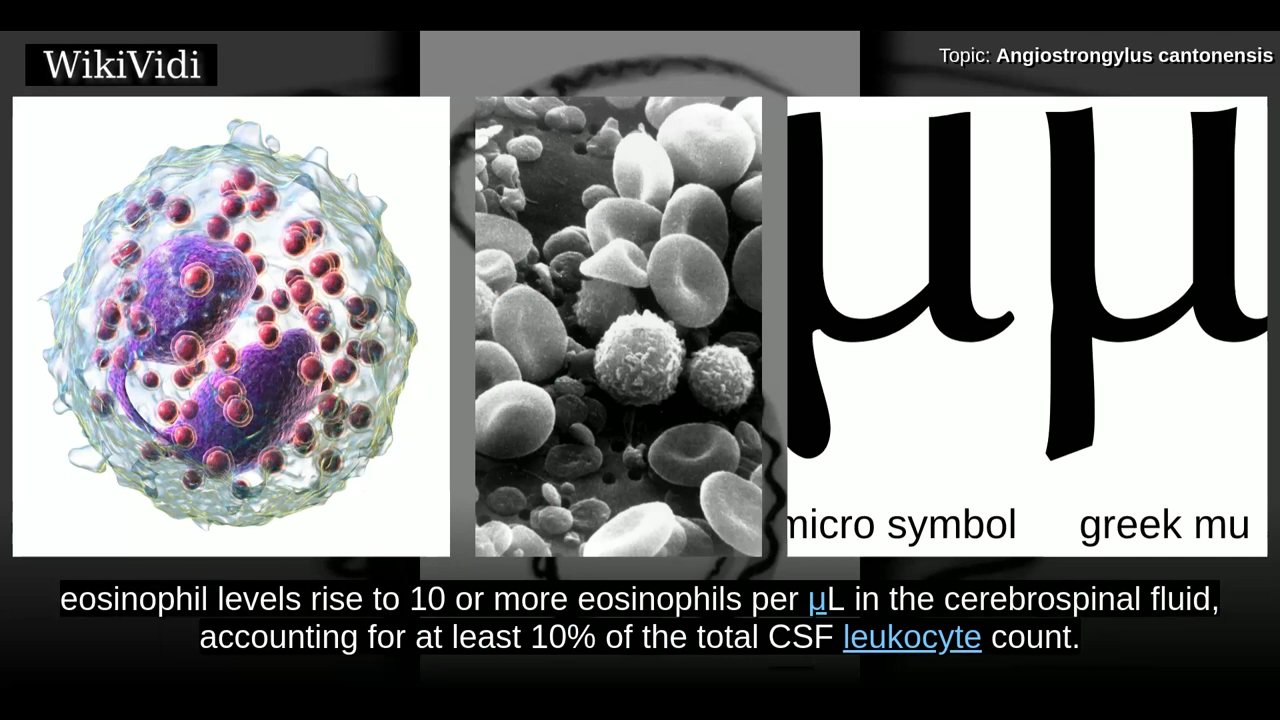 WikiVidi
Topic: Angiostrongylus cantonensis
µ μ
micro symbol greek mu
eosinophil levels rise to 10 or more eosinophils per μL in the cerebrospinal fluid,
accounting for at least 10% of the total CSF leukocyte count.